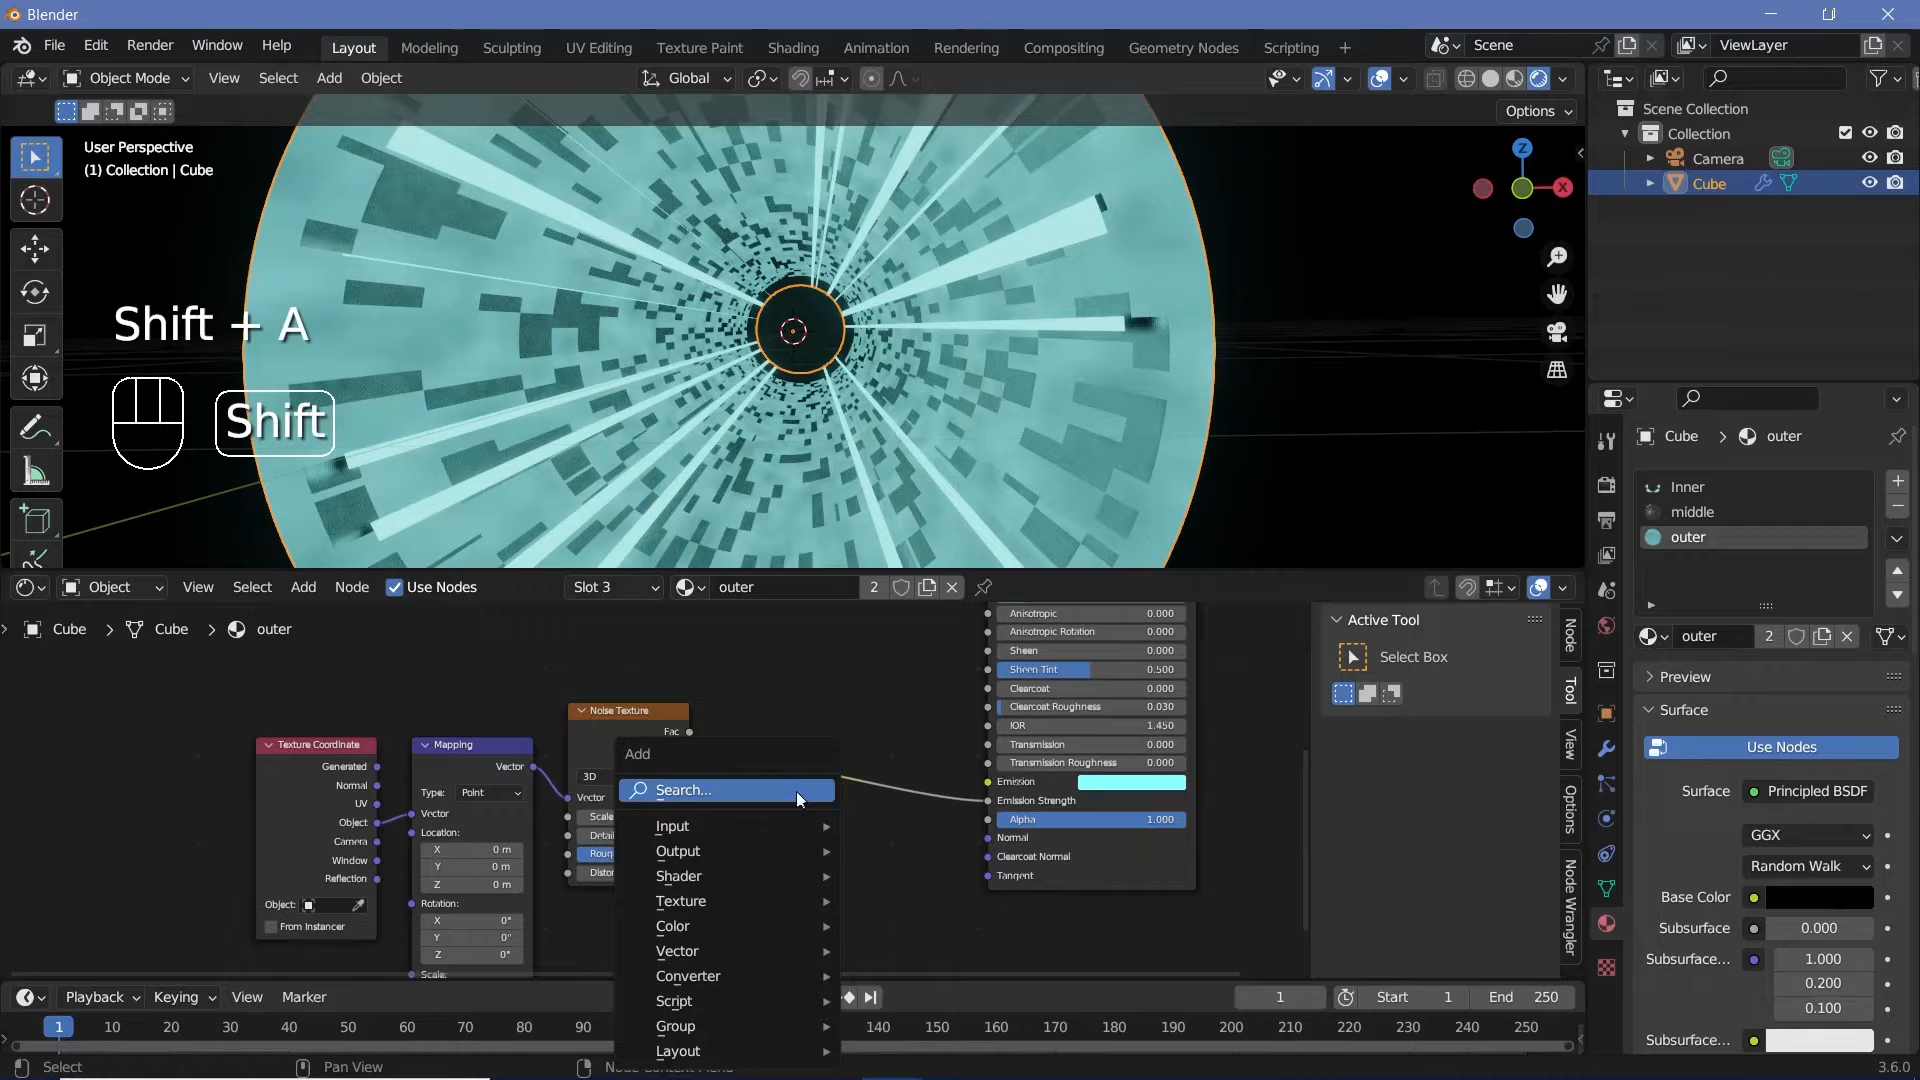 Blender
File Edit Render Window Help Layout Modeling Sculpting UV Editing Texture Paint Shading Animation Rendering Compositing Geometry Nodes Scripting + Scene ViewLayer
Object Mode View Select Add Object Global
Options
User Perspective
(1) Collection | Cube
Z
X
Shift + A
Shift
Scene Collection
Collection
Camera
Cube
Cube > outer
Inner
middle
outer
outer 2
Preview
Surface
Use Nodes
Surface Principled BSDF
GGX
Random Walk
Base Color
Subsurface 0.000
Subsurface... 1.000
0.200
0.100
Subsurface...
Object View Select Add Node Use Nodes Slot 3 outer 2
Cube > Cube > outer
Texture Coordinate
Generated
Normal
UV
Object
Camera
Window
Reflection
Object:
From Instancer
Mapping
Vector
Type: Point
Vector
Location:
X 0 m
Y 0 m
Z 0 m
Rotation:
X 0°
Y 0°
Z 0°
Scale:
Noise Texture
Fac
3D
Vector
Scale
Detail
Roug
Distor
Add
Search...
Input
Output
Shader
Texture
Color
Vector
Converter
Script
Group
Layout
Anisotropic 0.000
Anisotropic Rotation 0.000
Sheen 0.000
Sheen Tint 0.500
Clearcoat 0.000
Clearcoat Roughness 0.030
IOR 1.450
Transmission 0.000
Transmission Roughness 0.000
Emission
Emission Strength
Alpha 1.000
Normal
Clearcoat Normal
Tangent
Active Tool
Select Box
Node
Tool
View
Options
Node Wrangler
Playback Keying View Marker 1 Start 1 End 250
1 10 20 30 40 50 60 70 80 90 140 150 160 170 180 190 200 210 220 230 240 250
Select Pan View Node Context Menu 3.6.0